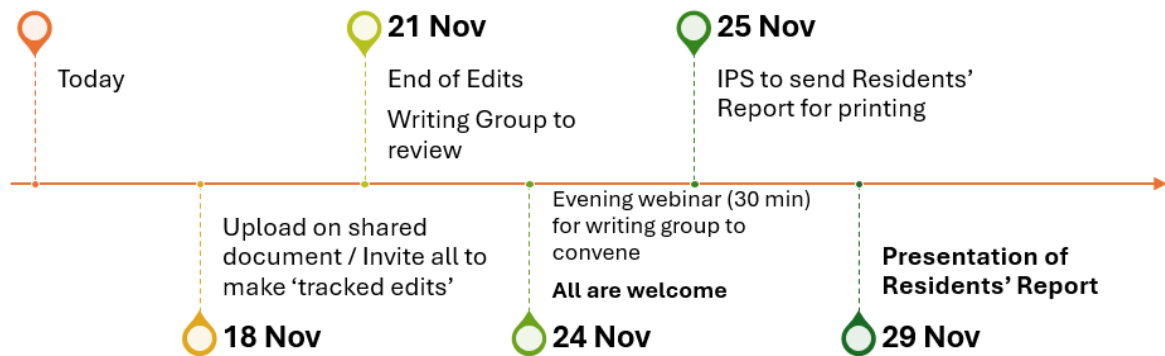 Today
21 Nov
End of Edits
Writing Group to
review
25 Nov
IPS to send Residents’
Report for printing
Upload on shared
document / Invite all to
make ‘tracked edits’
18 Nov
Evening webinar (30 min)
for writing group to
convene
All are welcome
24 Nov
Presentation of
Residents’ Report
29 Nov